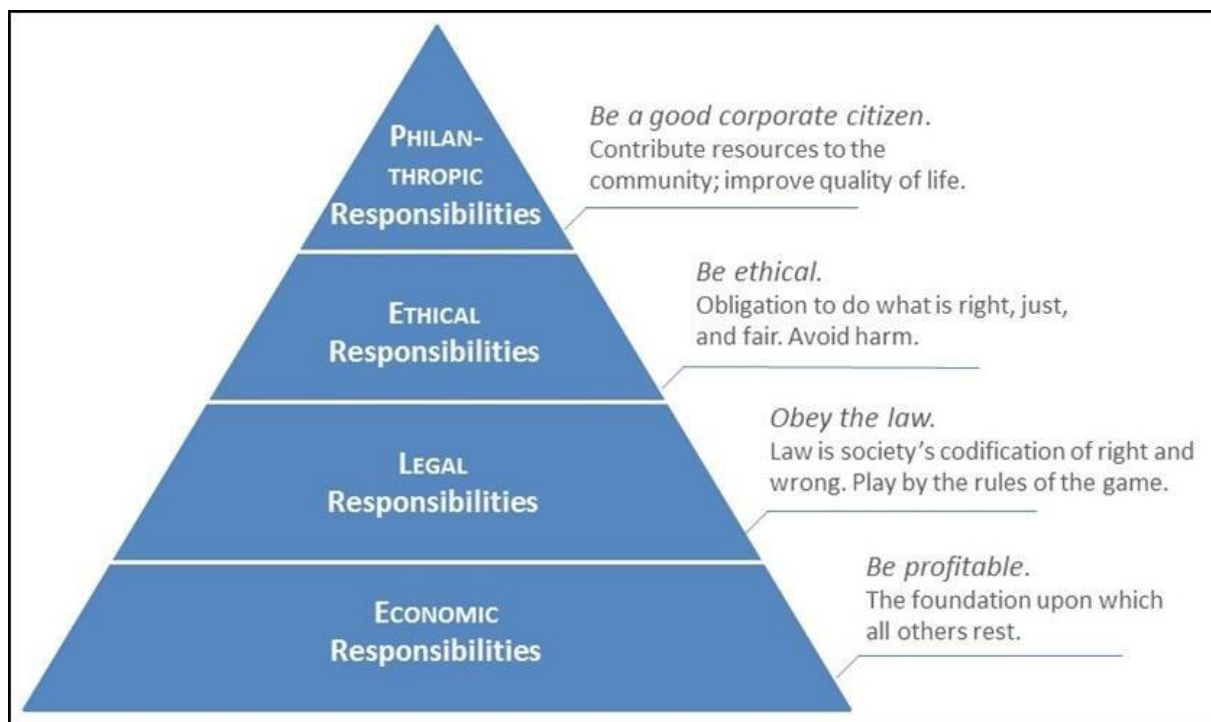 PHILAN-
THROPIC
Responsibilities
Be a good corporate citizen.
Contribute resources to the
community; improve quality of life.
ETHICAL
Responsibilities
Be ethical.
Obligation to do what is right, just,
and fair. Avoid harm.
LEGAL
Responsibilities
Obey the law.
Law is society’s codification of right and
wrong. Play by the rules of the game.
ECONOMIC
Responsibilities
Be profitable.
The foundation upon which
all others rest.